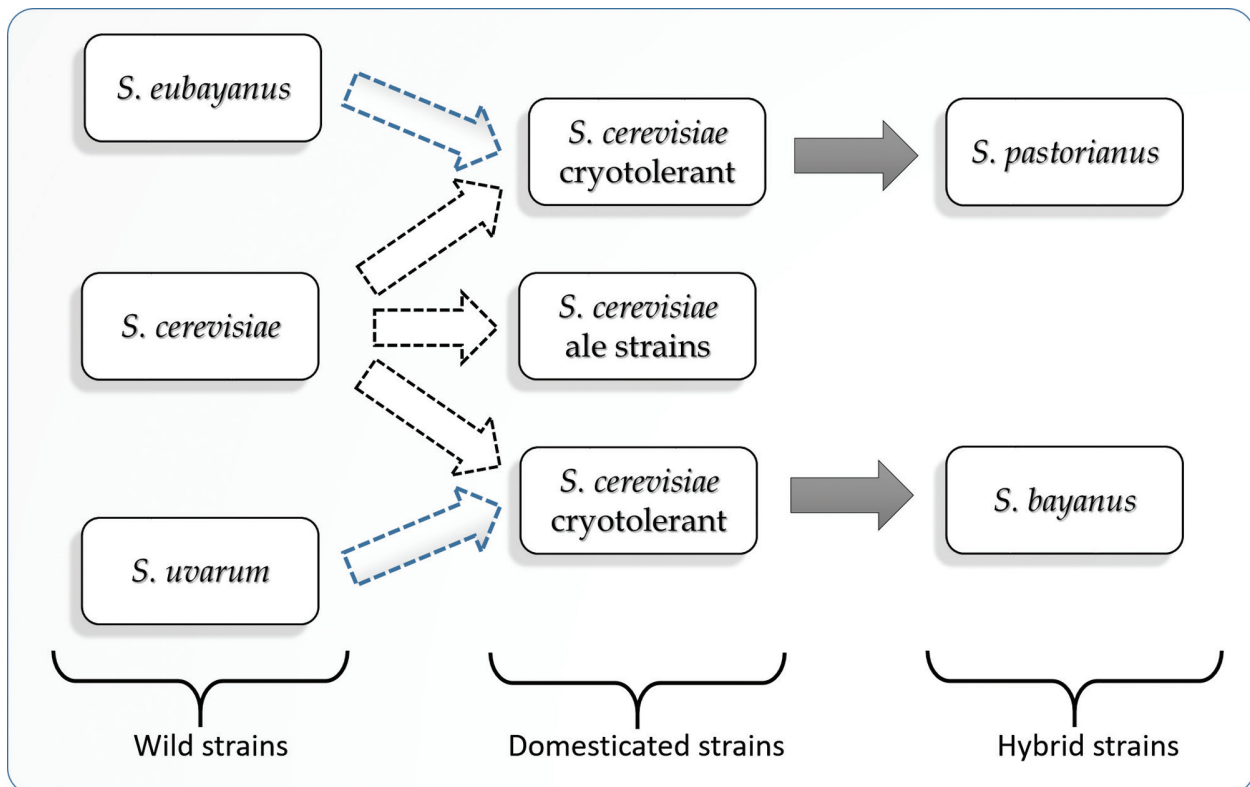 S. eubayanus
S. cerevisiae
cryotolerant
S. pastorianus
S. cerevisiae
S. cerevisiae
ale strains
S. uvarum
S. cerevisiae
cryotolerant
S. bayanus
Wild strains
Domesticated strains
Hybrid strains